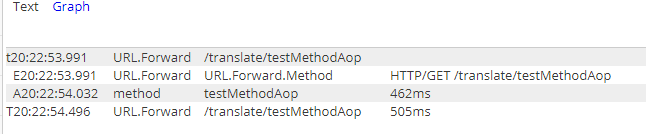 Text Graph
t20:22:53.991 URL.Forward /translate/testMethodAop
E20:22:53.991 URL.Forward URL.Forward.Method HTTP/GET /translate/testMethodAop
A20:22:54.032 method testMethodAop 462ms
T20:22:54.496 URL.Forward /translate/testMethodAop 505ms